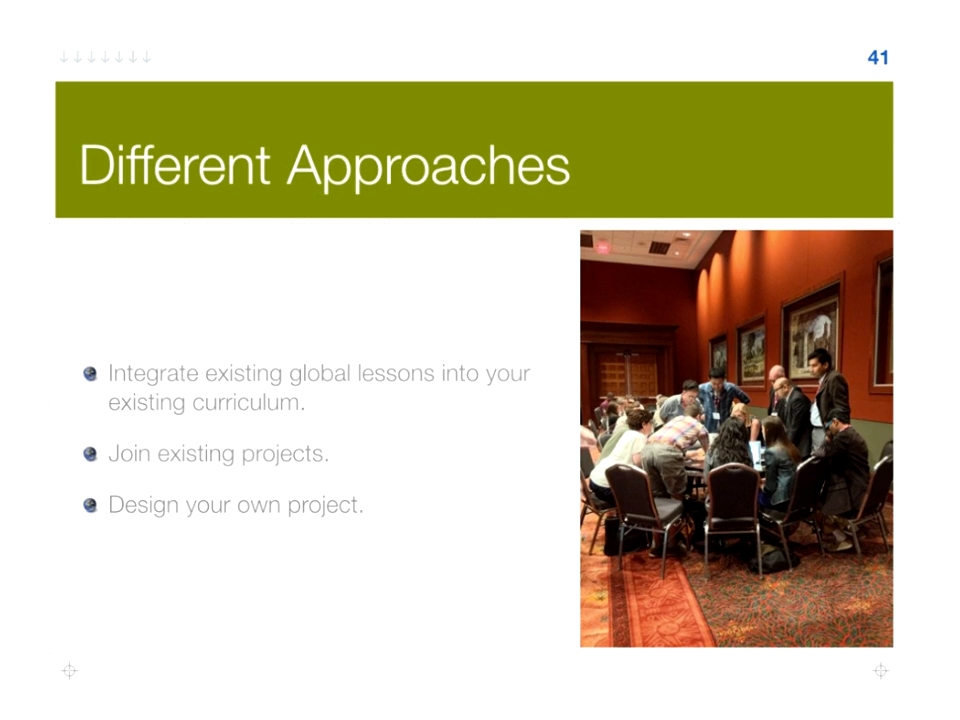 41
Different Approaches
Integrate existing global lessons into your
existing curriculum.
Join existing projects.
Design your own project.